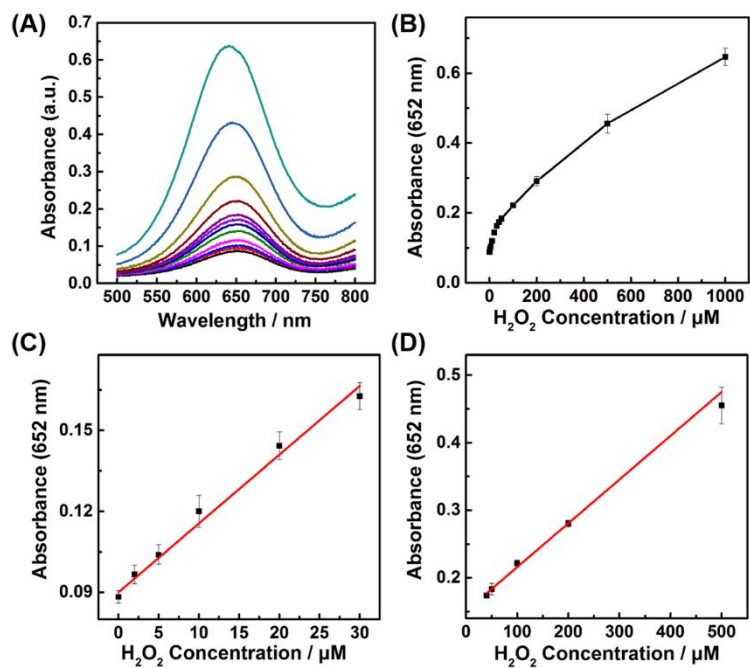 (A)
Absorbance (a.u.)
0.7
0.6
0.5
0.4
0.3
0.2
0.1
0.0
500 550 600 650 700 750 800
Wavelength / nm
(B)
Absorbance (652 nm)
0.6
0.4
0.2
0.0
0 200 400 600 800 1000
H₂O₂ Concentration / µM
(C)
Absorbance (652 nm)
0.15
0.12
0.09
0 5 10 15 20 25 30
H₂O₂ Concentration / µM
(D)
Absorbance (652 nm)
0.5
0.4
0.3
0.2
0 100 200 300 400 500
H₂O₂ Concentration / µM